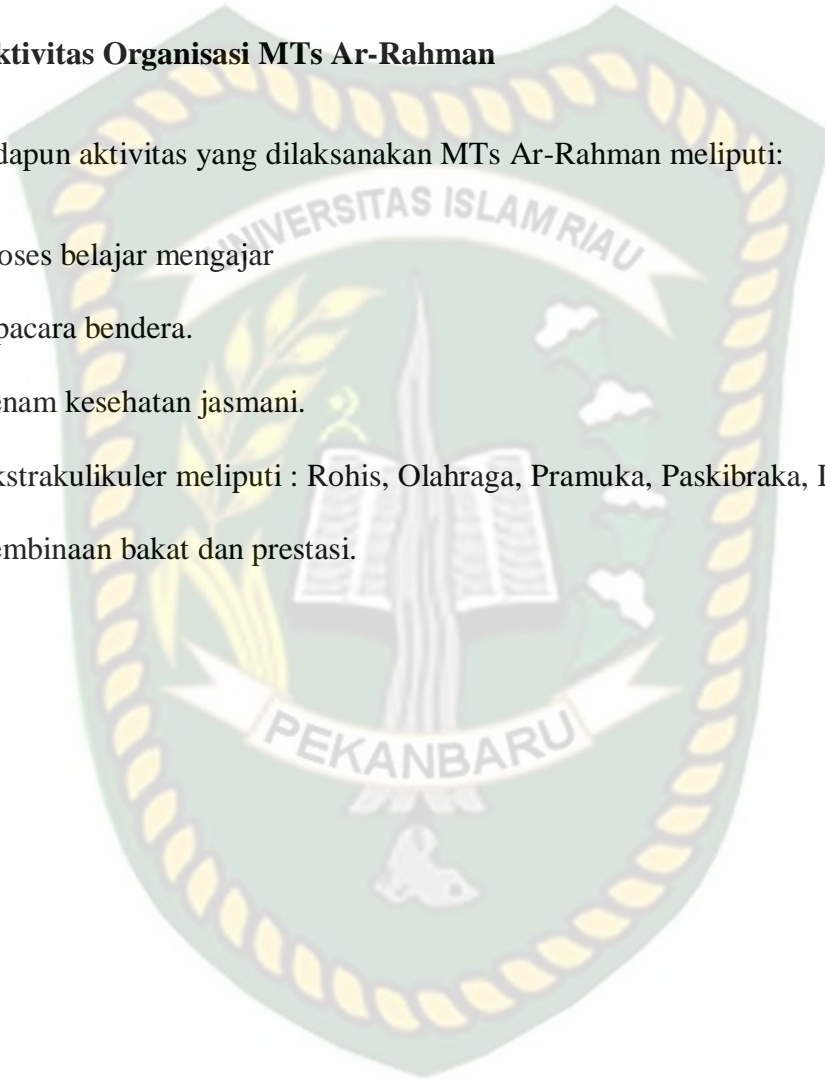 ktivitas Organisasi MTs Ar-Rahman
dapun aktivitas yang dilaksanakan MTs Ar-Rahman meliputi:
UNIVERSITAS ISLAM RIAU
oses belajar mengajar
pacara bendera.
enam kesehatan jasmani.
kstrakulikuler meliputi : Rohis, Olahraga, Pramuka, Paskibraka,
embinaan bakat dan prestasi.
PEKANBARU